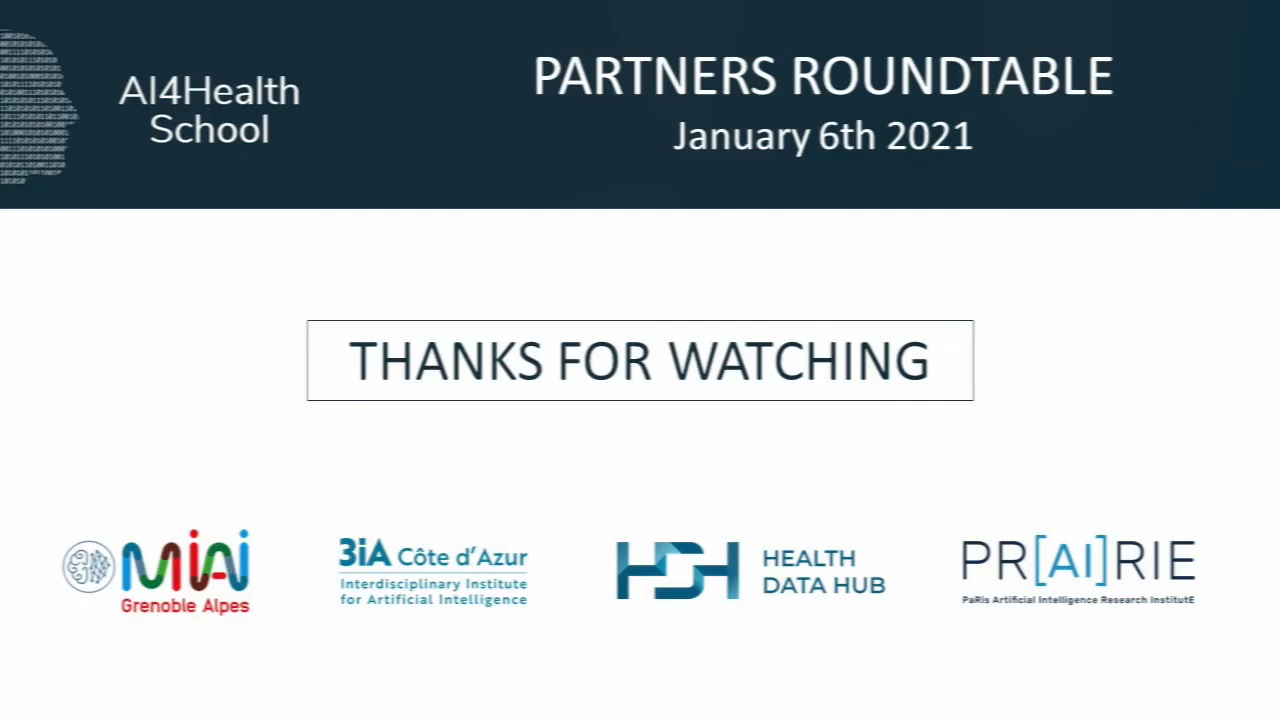 AI4Health
School
PARTNERS ROUNDTABLE
January 6th 2021
THANKS FOR WATCHING
MiAi
Grenoble Alpes
3iA Côte d'Azur
Interdisciplinary Institute
for Artificial Intelligence
HDH
HEALTH
DATA HUB
PR[AI]RIE
PaRis Artificial Intelligence Research InstitutE